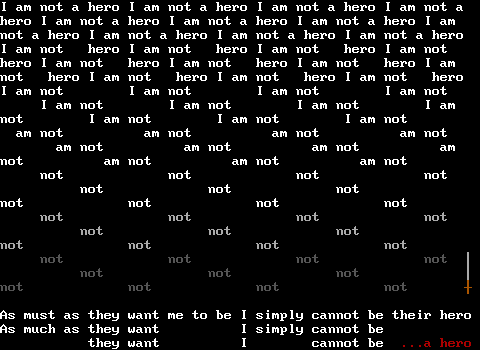 I am not a hero I am not a hero I am not a hero I am not a
hero I am not a hero I am not a hero I am not a hero I am
not a hero I am not a hero I am not a hero I am not a hero
I am not hero I am not hero I am not hero I am not
hero I am not hero I am not hero I am not hero I am
not hero I am not hero I am not hero I am not hero
I am not I am not I am not I am not
I am not I am not I am not I am
not I am not I am not I am not
am not am not am not am not
am not am not am not am
not am not am not am not
not not not not
not not not
not not not not
not not not not
not not not
not not not not
not not not not
not not not
not not not not
As must as they want me to be I simply cannot be their hero
As much as they want I simply cannot be
they want I cannot be ...a hero